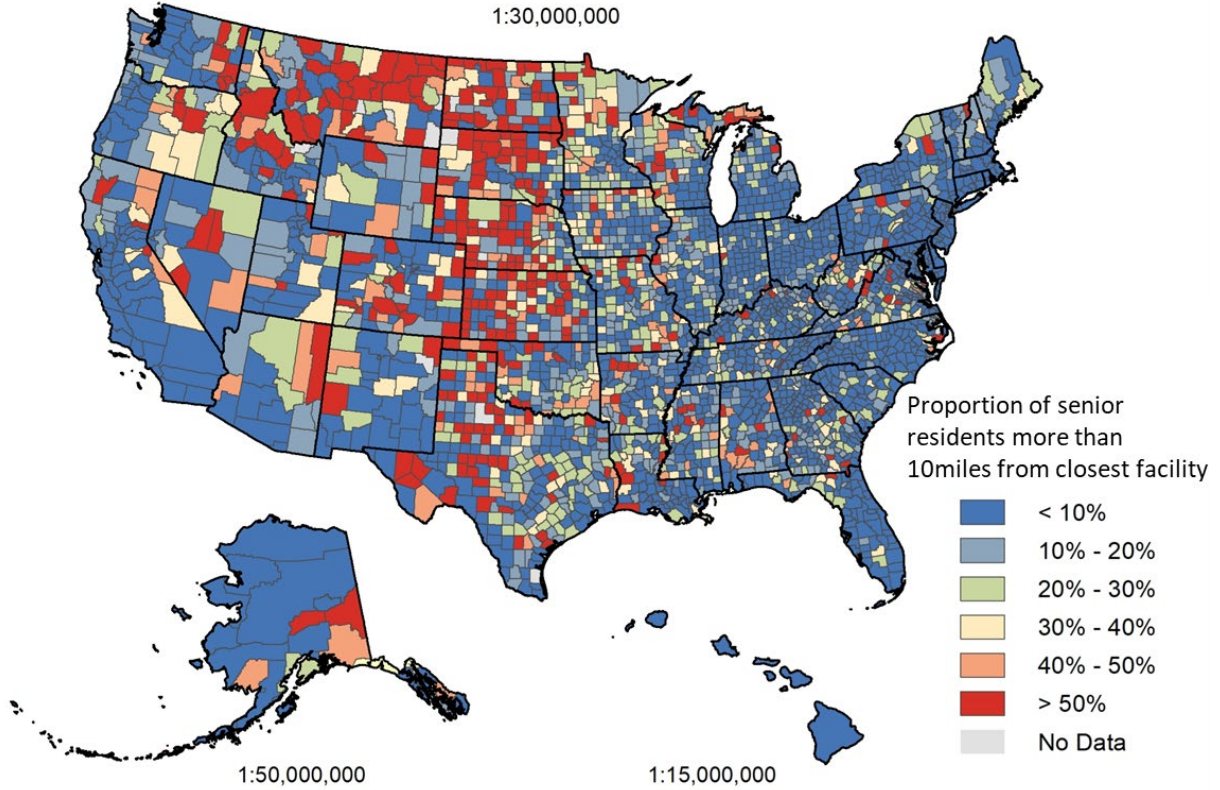 1:30,000,000
Proportion of senior
residents more than
10miles from closest facility
< 10%
10% - 20%
20% - 30%
30% - 40%
40% - 50%
> 50%
No Data
1:50,000,000
1:15,000,000